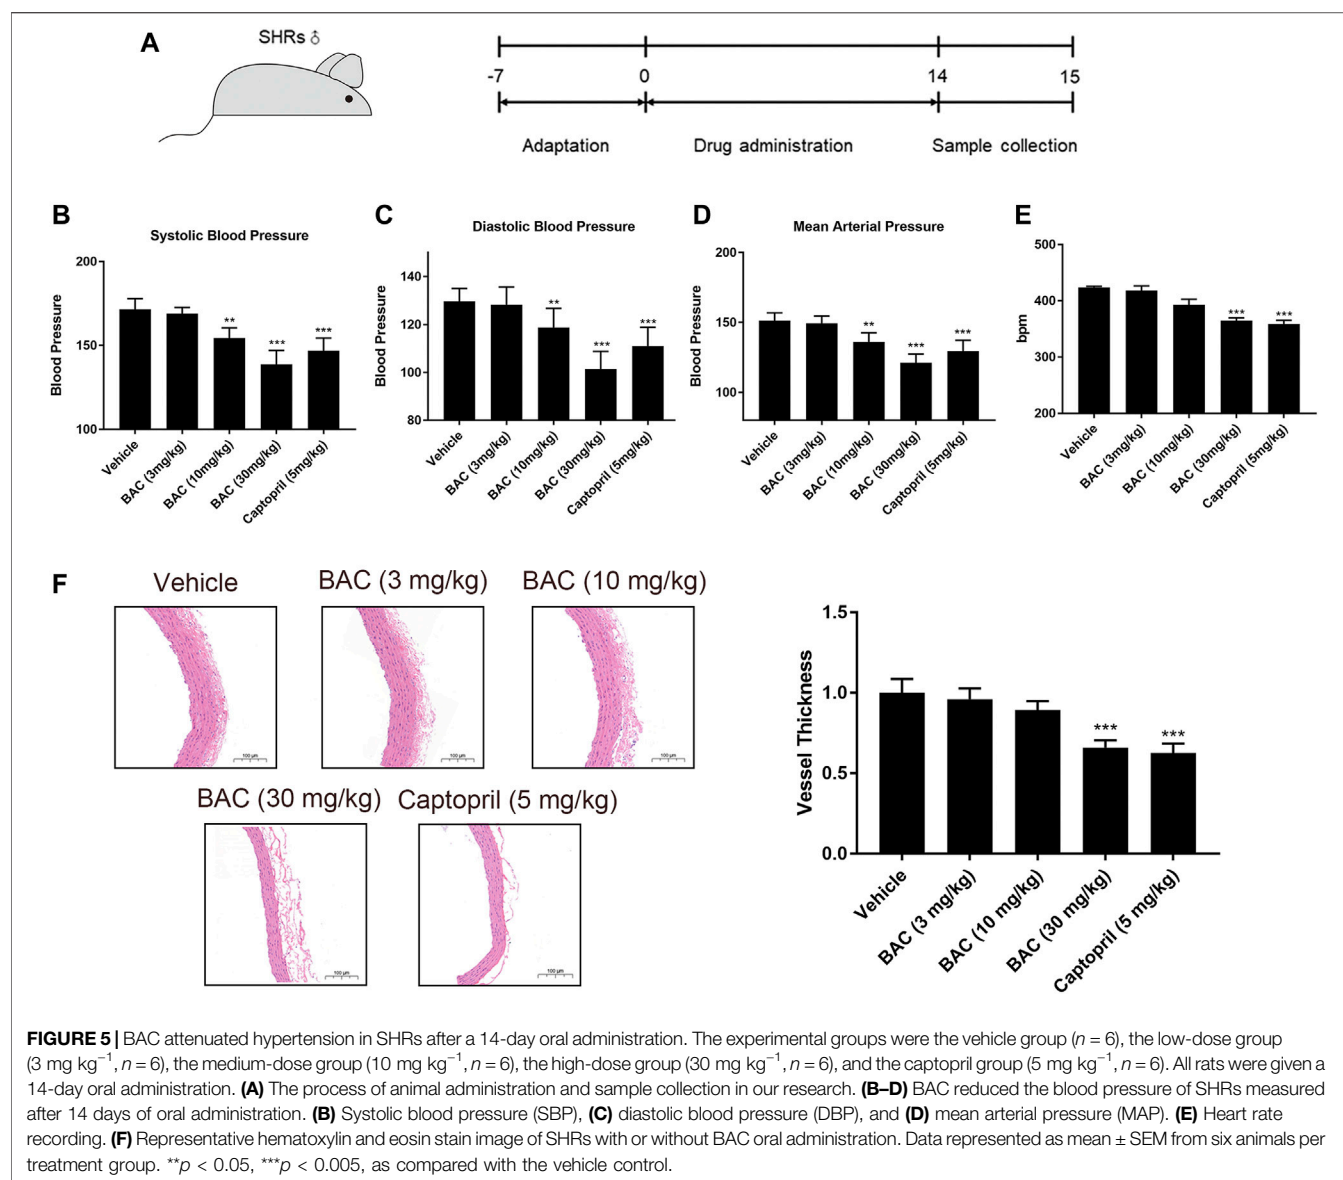 A
SHRs ♂
-7
0
14
15
Adaptation
Drug administration
Sample collection
B
Systolic Blood Pressure
Blood Pressure
200
150
100
**
***
***
Vehicle
BAC (3mg/kg)
BAC (10mg/kg)
BAC (30mg/kg)
Captopril (5mg/kg)
C
Diastolic Blood Pressure
Blood Pressure
140
120
100
80
**
***
***
Vehicle
BAC (3mg/kg)
BAC (10mg/kg)
BAC (30mg/kg)
Captopril (5mg/kg)
D
Mean Arterial Pressure
Blood Pressure
200
150
100
**
***
***
Vehicle
BAC (3mg/kg)
BAC (10mg/kg)
BAC (30mg/kg)
Captopril (5mg/kg)
E
bpm
500
400
300
200
***
***
Vehicle
BAC (3mg/kg)
BAC (10mg/kg)
BAC (30mg/kg)
Captopril (5mg/kg)
F
Vehicle
BAC (3 mg/kg)
BAC (10 mg/kg)
100 μm
100 μm
100 μm
BAC (30 mg/kg)
Captopril (5 mg/kg)
100 μm
100 μm
Vessel Thickness
1.5
1.0
0.5
0.0
***
***
Vehicle
BAC (3 mg/kg)
BAC (10 mg/kg)
BAC (30 mg/kg)
Captopril (5 mg/kg)
FIGURE 5 | BAC attenuated hypertension in SHRs after a 14-day oral administration. The experimental groups were the vehicle group (n = 6), the low-dose group
(3 mg kg⁻¹, n = 6), the medium-dose group (10 mg kg⁻¹, n = 6), the high-dose group (30 mg kg⁻¹, n = 6), and the captopril group (5 mg kg⁻¹, n = 6). All rats were given a
14-day oral administration. (A) The process of animal administration and sample collection in our research. (B–D) BAC reduced the blood pressure of SHRs measured
after 14 days of oral administration. (B) Systolic blood pressure (SBP), (C) diastolic blood pressure (DBP), and (D) mean arterial pressure (MAP). (E) Heart rate
recording. (F) Representative hematoxylin and eosin stain image of SHRs with or without BAC oral administration. Data represented as mean ± SEM from six animals per
treatment group. **p < 0.05, ***p < 0.005, as compared with the vehicle control.